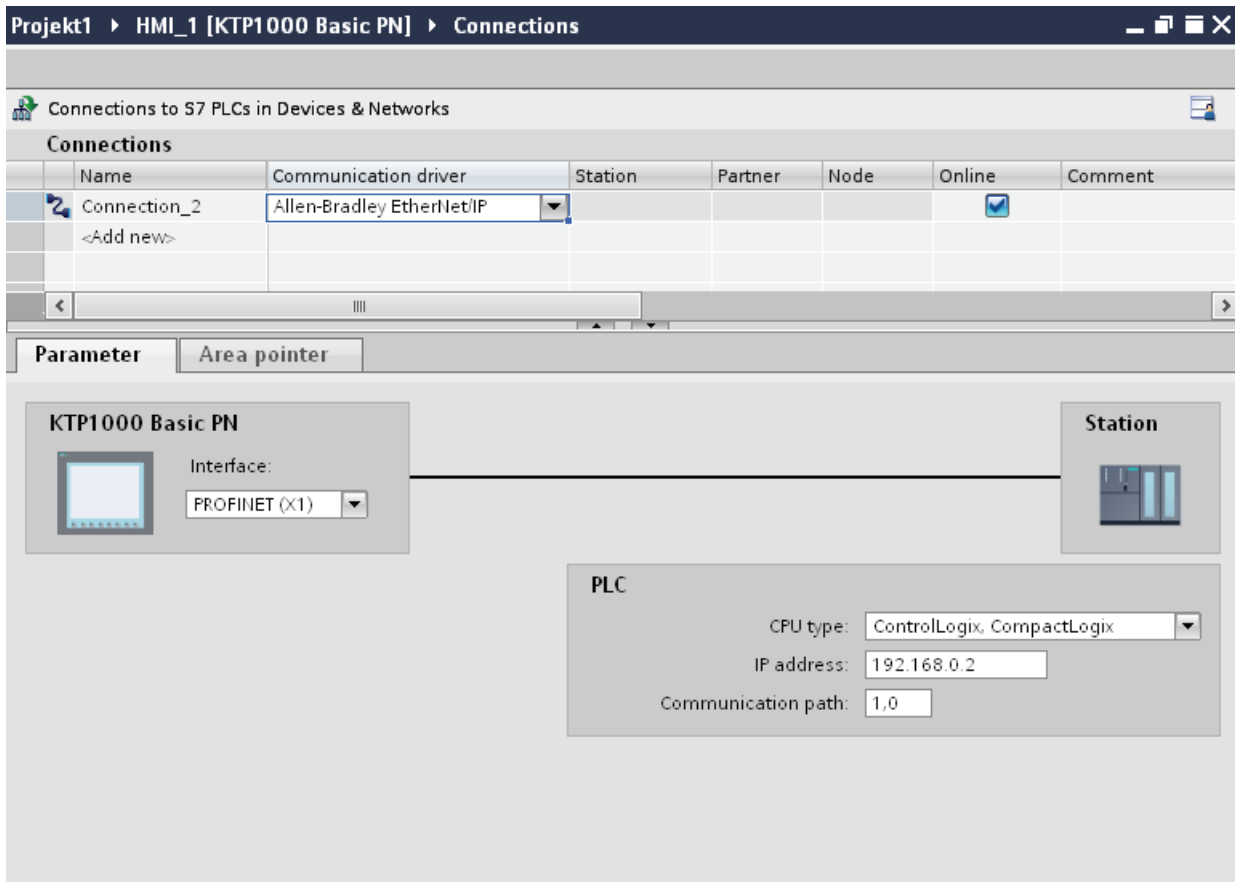 Projekt1 ▸ HMI_1 [KTP1000 Basic PN] ▸ Connections
Connections to S7 PLCs in Devices & Networks
Connections
Name Communication driver Station Partner Node Online Comment
Connection_2 Allen-Bradley EtherNet/IP
<Add new>
Parameter Area pointer
KTP1000 Basic PN Station
Interface:
PROFINET (X1)
PLC
CPU type: ControlLogix, CompactLogix
IP address: 192.168.0.2
Communication path: 1,0